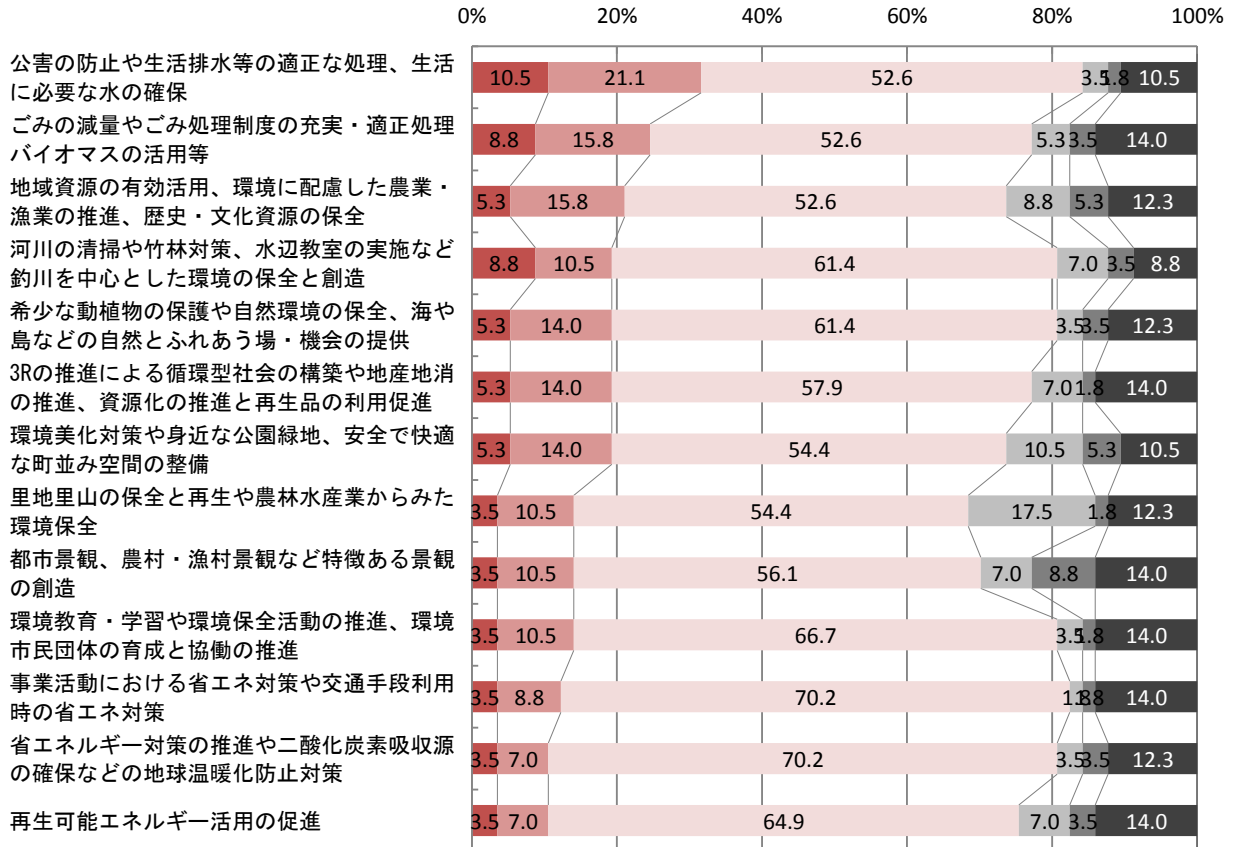 0% 20% 40% 60% 80% 100%
公害の防止や生活排水等の適正な処理、生活
に必要な水の確保
10.5 21.1 52.6 3.5 1.8 10.5
ごみの減量やごみ処理制度の充実・適正処理
バイオマスの活用等
8.8 15.8 52.6 5.3 3.5 14.0
地域資源の有効活用、環境に配慮した農業・
漁業の推進、歴史・文化資源の保全
5.3 15.8 52.6 8.8 5.3 12.3
河川の清掃や竹林対策、水辺教室の実施など
釣川を中心とした環境の保全と創造
8.8 10.5 61.4 7.0 3.5 8.8
希少な動植物の保護や自然環境の保全、海や
島などの自然とふれあう場・機会の提供
5.3 14.0 61.4 3.5 3.5 12.3
3Rの推進による循環型社会の構築や地産地消
の推進、資源化の推進と再生品の利用促進
5.3 14.0 57.9 7.0 1.8 14.0
環境美化対策や身近な公園緑地、安全で快適
な町並み空間の整備
5.3 14.0 54.4 10.5 5.3 10.5
里地里山の保全と再生や農林水産業からみた
環境保全
3.5 10.5 54.4 17.5 1.8 12.3
都市景観、農村・漁村景観など特徴ある景観
の創造
3.5 10.5 56.1 7.0 8.8 14.0
環境教育・学習や環境保全活動の推進、環境
市民団体の育成と協働の推進
3.5 10.5 66.7 3.5 1.8 14.0
事業活動における省エネ対策や交通手段利用
時の省エネ対策
3.5 8.8 70.2 1.8 1.8 14.0
省エネルギー対策の推進や二酸化炭素吸収源
の確保などの地球温暖化防止対策
3.5 7.0 70.2 3.5 3.5 12.3
再生可能エネルギー活用の促進
3.5 7.0 64.9 7.0 3.5 14.0